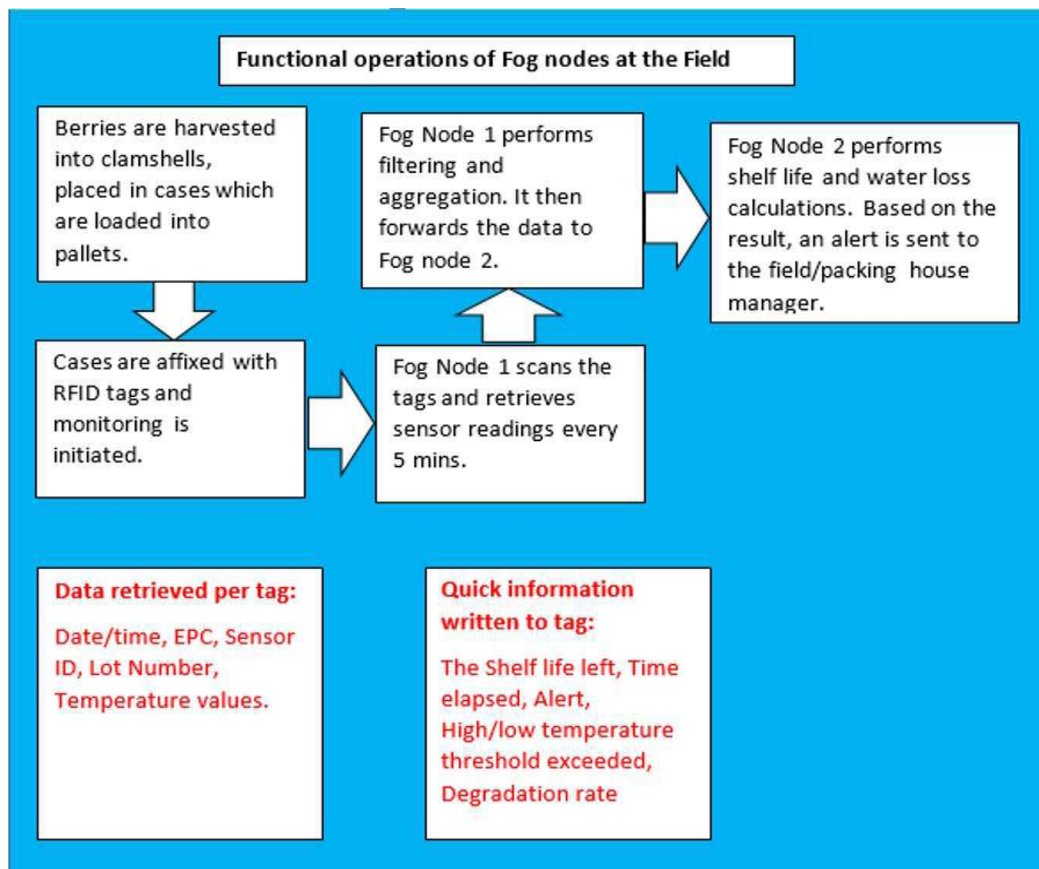 Functional operations of Fog nodes at the Field
Berries are harvested
into clamshells,
placed in cases which
are loaded into
pallets.
Cases are affixed with
RFID tags and
monitoring is
initiated.
Fog Node 1 scans the
tags and retrieves
sensor readings every
5 mins.
Fog Node 1 performs
filtering and
aggregation. It then
forwards the data to
Fog node 2.
Fog Node 2 performs
shelf life and water loss
calculations. Based on the
result, an alert is sent to
the field/packing house
manager.
Data retrieved per tag:
Date/time, EPC, Sensor
ID, Lot Number,
Temperature values.
Quick information
written to tag:
The Shelf life left, Time
elapsed, Alert,
High/low temperature
threshold exceeded,
Degradation rate